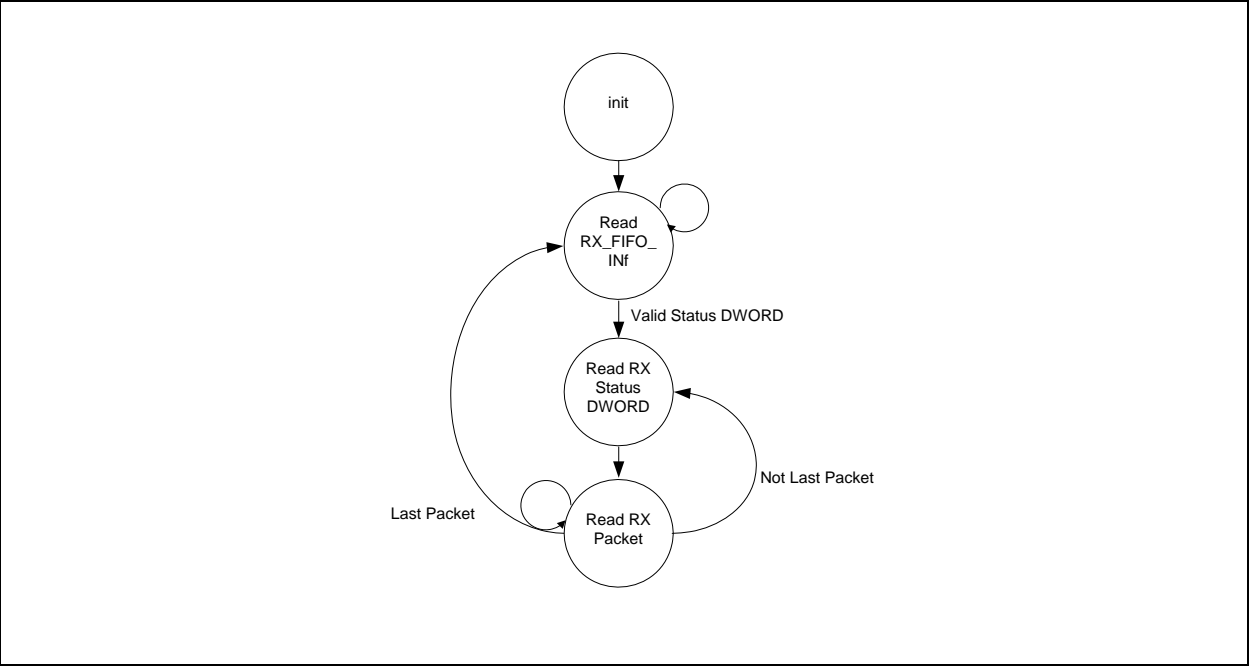 init
Read
RX_FIFO_
INf
Valid Status DWORD
Read RX
Status
DWORD
Not Last Packet
Last Packet
Read RX
Packet